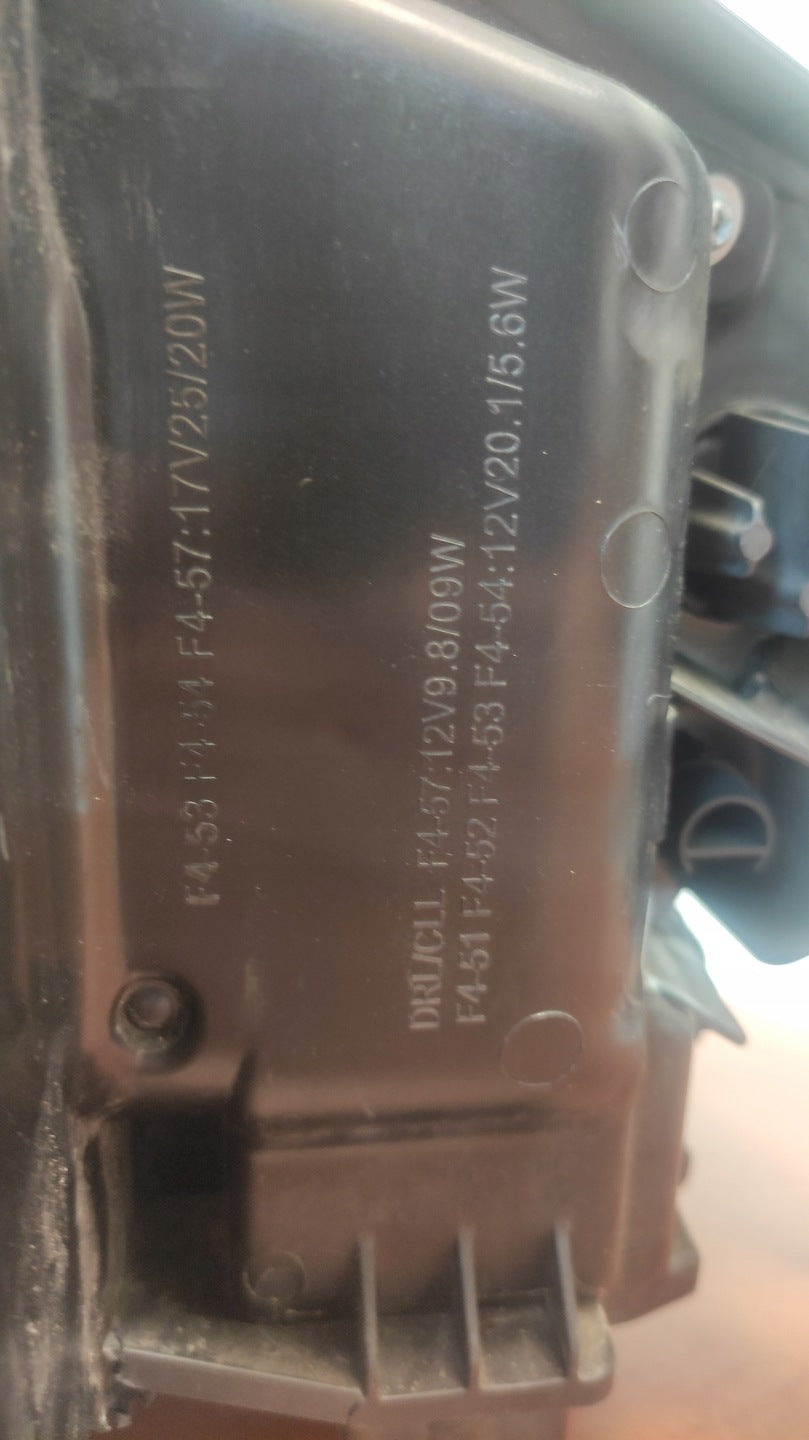 F4-53 F4-54 F4-57:17V25/20W
DRL/CLL F4-57:12V9.8/09W
F4-51 F4-52 F4-53 F4-54:12V20.1/5.6W